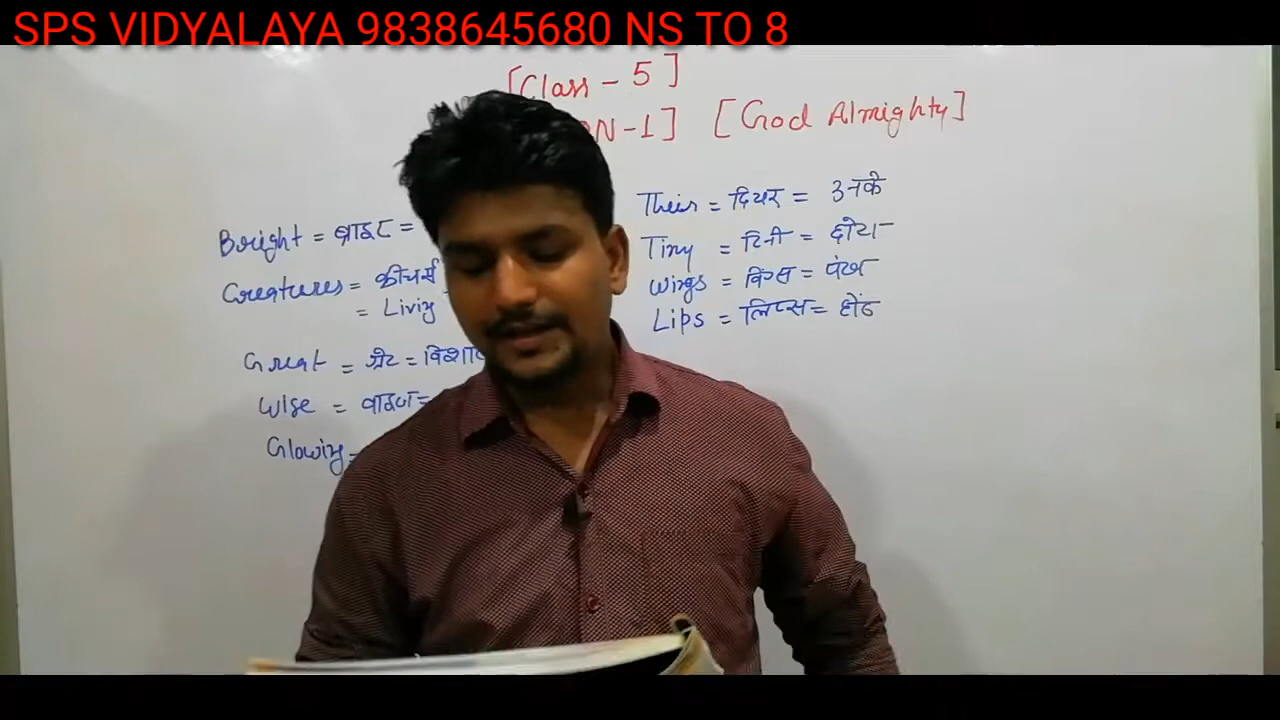 SPS VIDYALAYA 9838645680 NS TO 8
[Class - 5]
ON-1] [God Almighty]
Bright = ब्राइट =
Creatures = क्रीचर्स
= Living
Great = ग्रेट = विशाल
Wise = वाइज =
Glowing =
Their = दियर = उनके
Tiny = टिनी = छोटा
Wings = विंग्स = पंख
Lips = लिप्स = होंठ